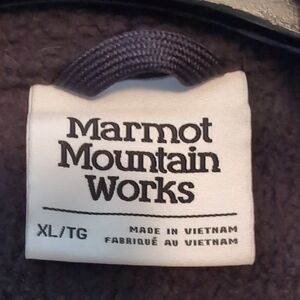 Marmot
Mountain
Works
XL/TG
MADE IN VIETNAM
FABRIQUÉ AU VIETNAM